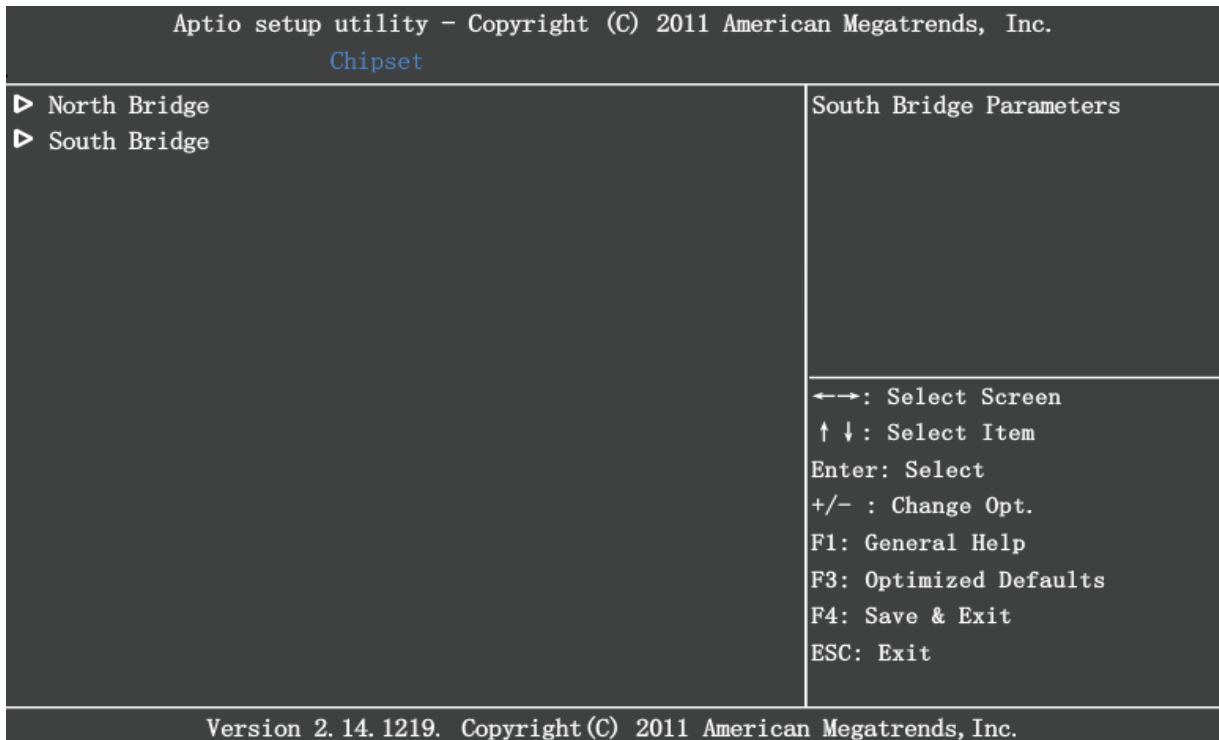 Aptio setup utility - Copyright (C) 2011 American Megatrends, Inc.
Chipset
North Bridge
South Bridge
South Bridge Parameters
←→: Select Screen
↑↓: Select Item
Enter: Select
+/- : Change Opt.
F1: General Help
F3: Optimized Defaults
F4: Save & Exit
ESC: Exit
Version 2.14.1219. Copyright(C) 2011 American Megatrends,Inc.